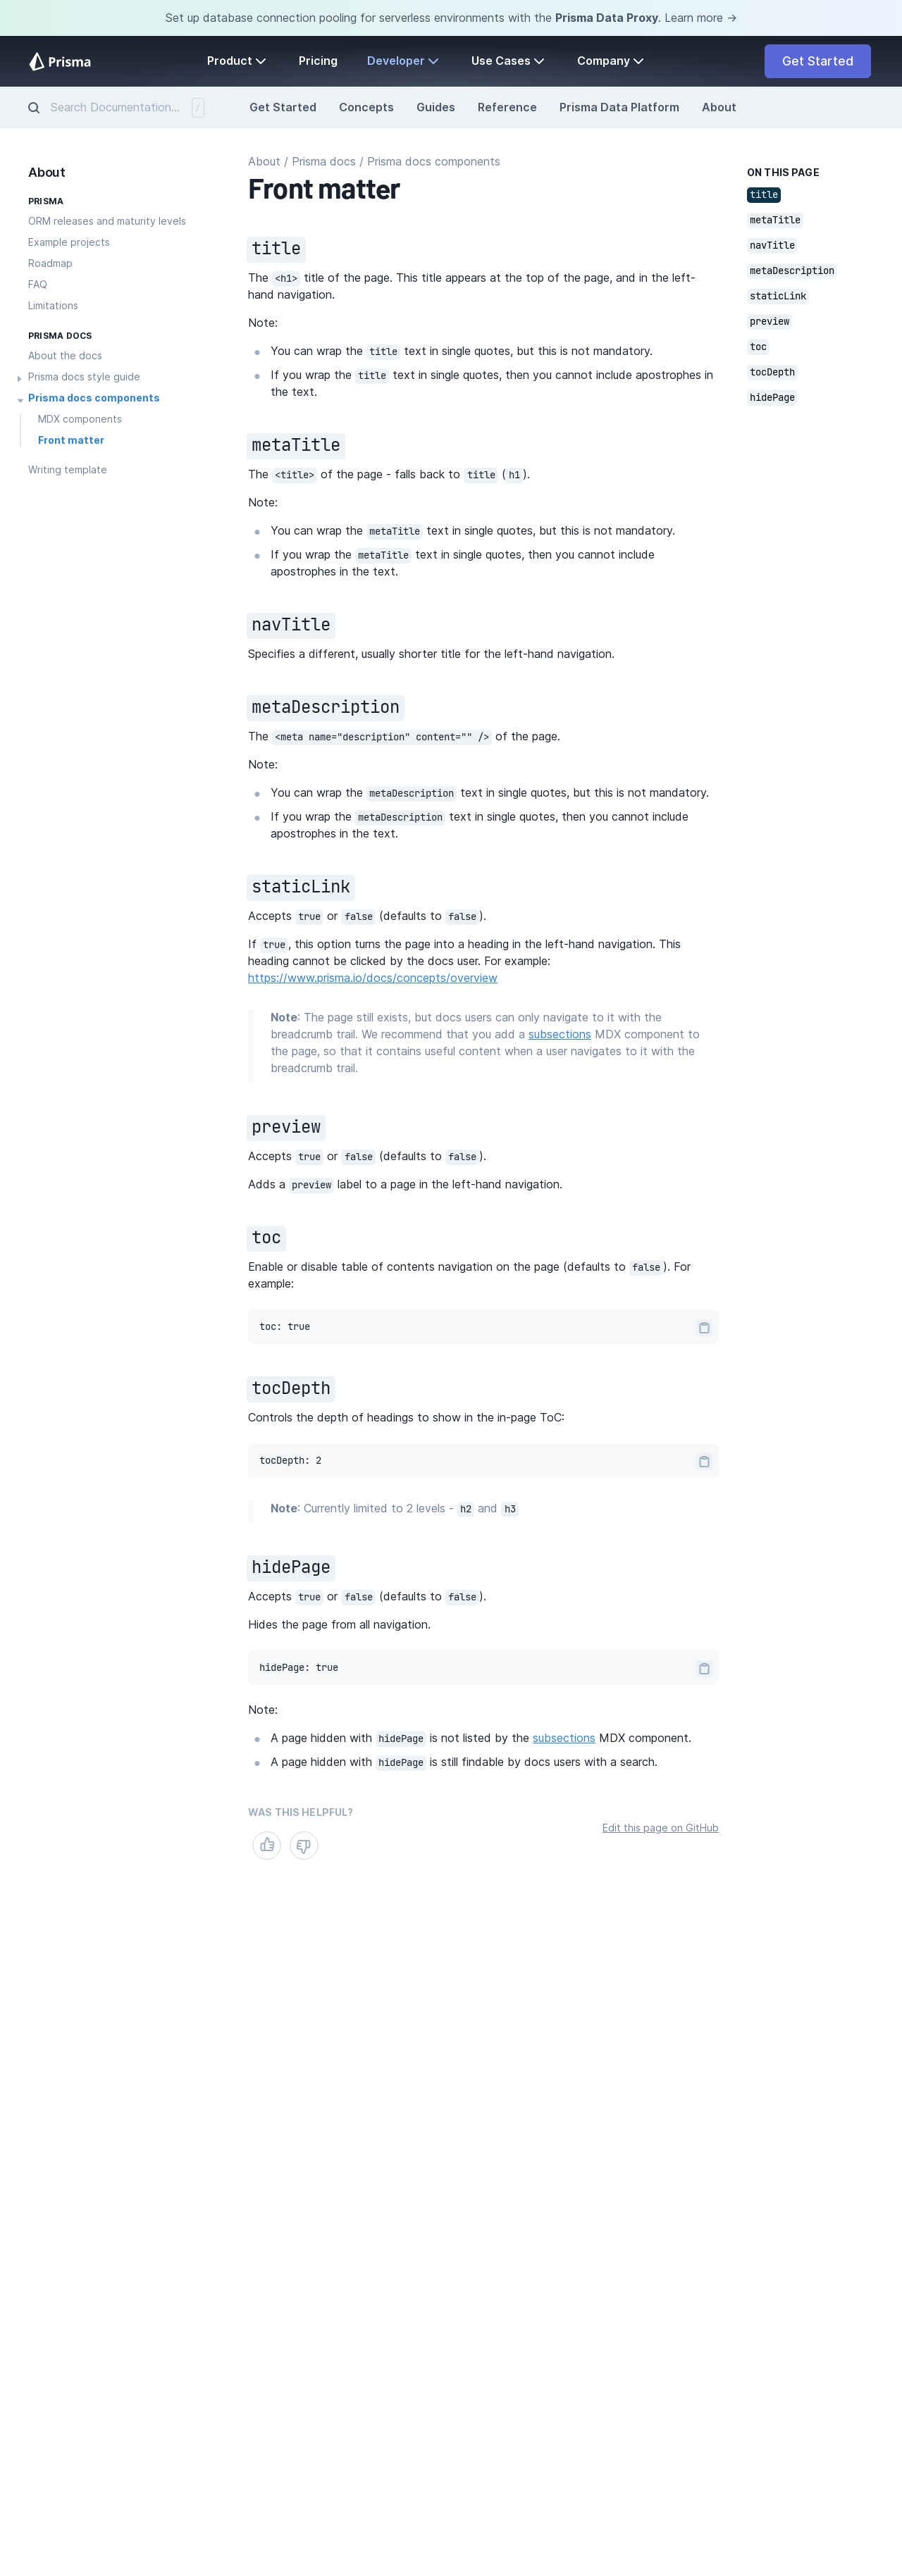 Set up database connection pooling for serverless environments with the Prisma Data Proxy. Learn more →
Prisma
Product
Pricing
Developer
Use Cases
Company
Get Started
Search Documentation...
/
Get Started
Concepts
Guides
Reference
Prisma Data Platform
About
About
PRISMA
ORM releases and maturity levels
Example projects
Roadmap
FAQ
Limitations
PRISMA DOCS
About the docs
Prisma docs style guide
Prisma docs components
MDX components
Front matter
Writing template
About / Prisma docs / Prisma docs components
Front matter
title
The <h1> title of the page. This title appears at the top of the page, and in the left-
hand navigation.
Note:
You can wrap the title text in single quotes, but this is not mandatory.
If you wrap the title text in single quotes, then you cannot include apostrophes in
the text.
metaTitle
The <title> of the page - falls back to title (h1).
Note:
You can wrap the metaTitle text in single quotes, but this is not mandatory.
If you wrap the metaTitle text in single quotes, then you cannot include
apostrophes in the text.
navTitle
Specifies a different, usually shorter title for the left-hand navigation.
metaDescription
The <meta name="description" content="" /> of the page.
Note:
You can wrap the metaDescription text in single quotes, but this is not mandatory.
If you wrap the metaDescription text in single quotes, then you cannot include
apostrophes in the text.
staticLink
Accepts true or false (defaults to false).
If true, this option turns the page into a heading in the left-hand navigation. This
heading cannot be clicked by the docs user. For example:
https://www.prisma.io/docs/concepts/overview
Note: The page still exists, but docs users can only navigate to it with the
breadcrumb trail. We recommend that you add a subsections MDX component to
the page, so that it contains useful content when a user navigates to it with the
breadcrumb trail.
preview
Accepts true or false (defaults to false).
Adds a preview label to a page in the left-hand navigation.
toc
Enable or disable table of contents navigation on the page (defaults to false). For
example:
toc: true
tocDepth
Controls the depth of headings to show in the in-page ToC:
tocDepth: 2
Note: Currently limited to 2 levels - h2 and h3
hidePage
Accepts true or false (defaults to false).
Hides the page from all navigation.
hidePage: true
Note:
A page hidden with hidePage is not listed by the subsections MDX component.
A page hidden with hidePage is still findable by docs users with a search.
WAS THIS HELPFUL?
Edit this page on GitHub
ON THIS PAGE
title
metaTitle
navTitle
metaDescription
staticLink
preview
toc
tocDepth
hidePage